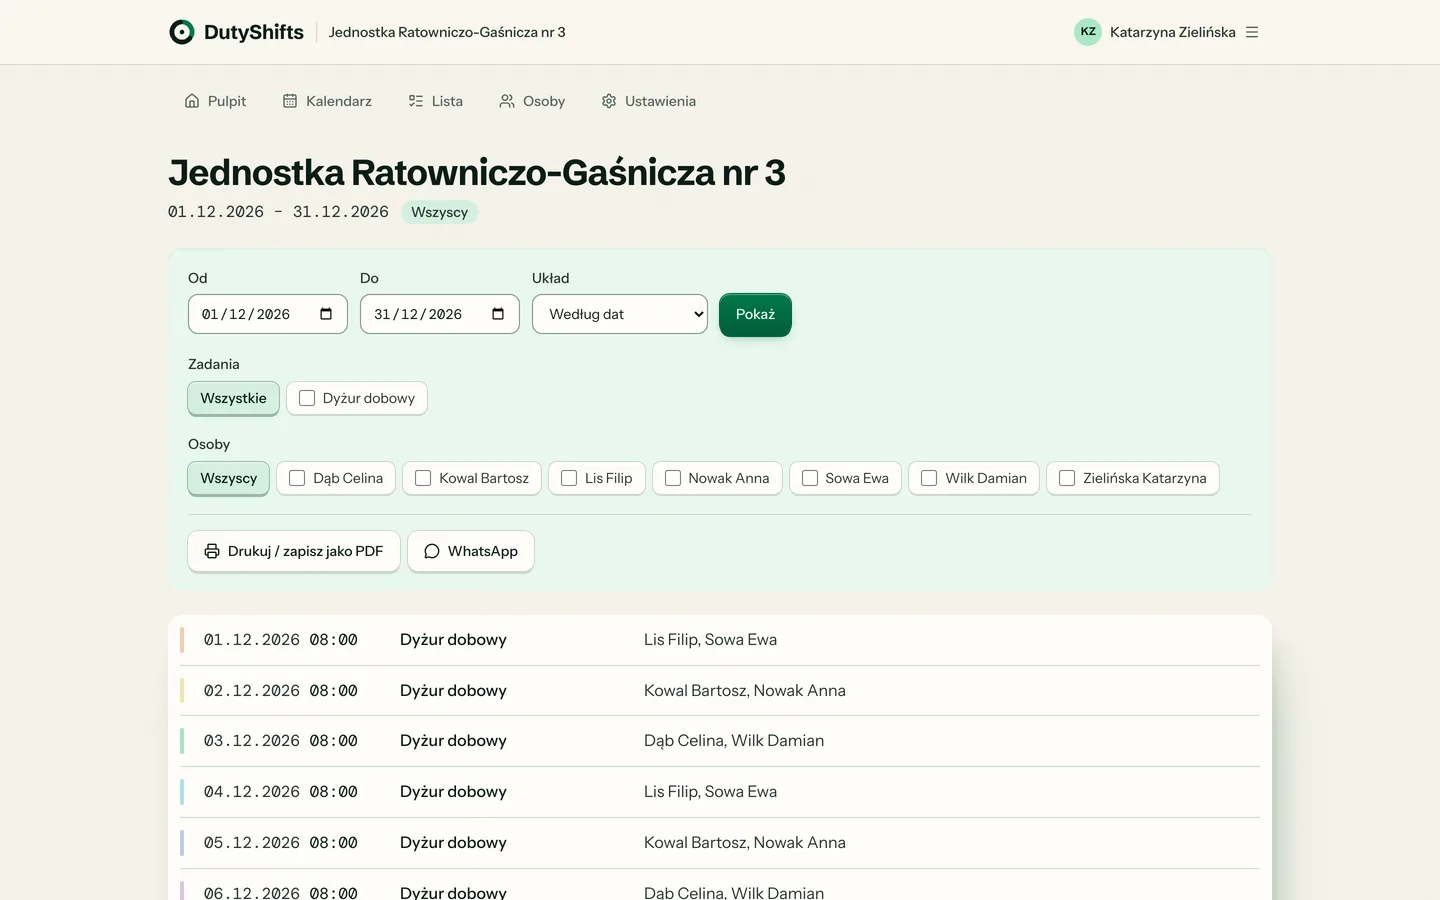 DutyShifts Jednostka Ratowniczo-Gaśnicza nr 3 KZ Katarzyna Zielińska
Pulpit Kalendarz Lista Osoby Ustawienia
Jednostka Ratowniczo-Gaśnicza nr 3
01.12.2026 - 31.12.2026 Wszyscy
Od Do Układ
01/12/2026 31/12/2026 Według dat Pokaż
Zadania
Wszystkie Dyżur dobowy
Osoby
Wszyscy Dąb Celina Kowal Bartosz Lis Filip Nowak Anna Sowa Ewa Wilk Damian Zielińska Katarzyna
Drukuj / zapisz jako PDF WhatsApp
01.12.2026 08:00 Dyżur dobowy Lis Filip, Sowa Ewa
02.12.2026 08:00 Dyżur dobowy Kowal Bartosz, Nowak Anna
03.12.2026 08:00 Dyżur dobowy Dąb Celina, Wilk Damian
04.12.2026 08:00 Dyżur dobowy Lis Filip, Sowa Ewa
05.12.2026 08:00 Dyżur dobowy Kowal Bartosz, Nowak Anna
06.12.2026 08:00 Dyżur dobowy Dąb Celina, Wilk Damian